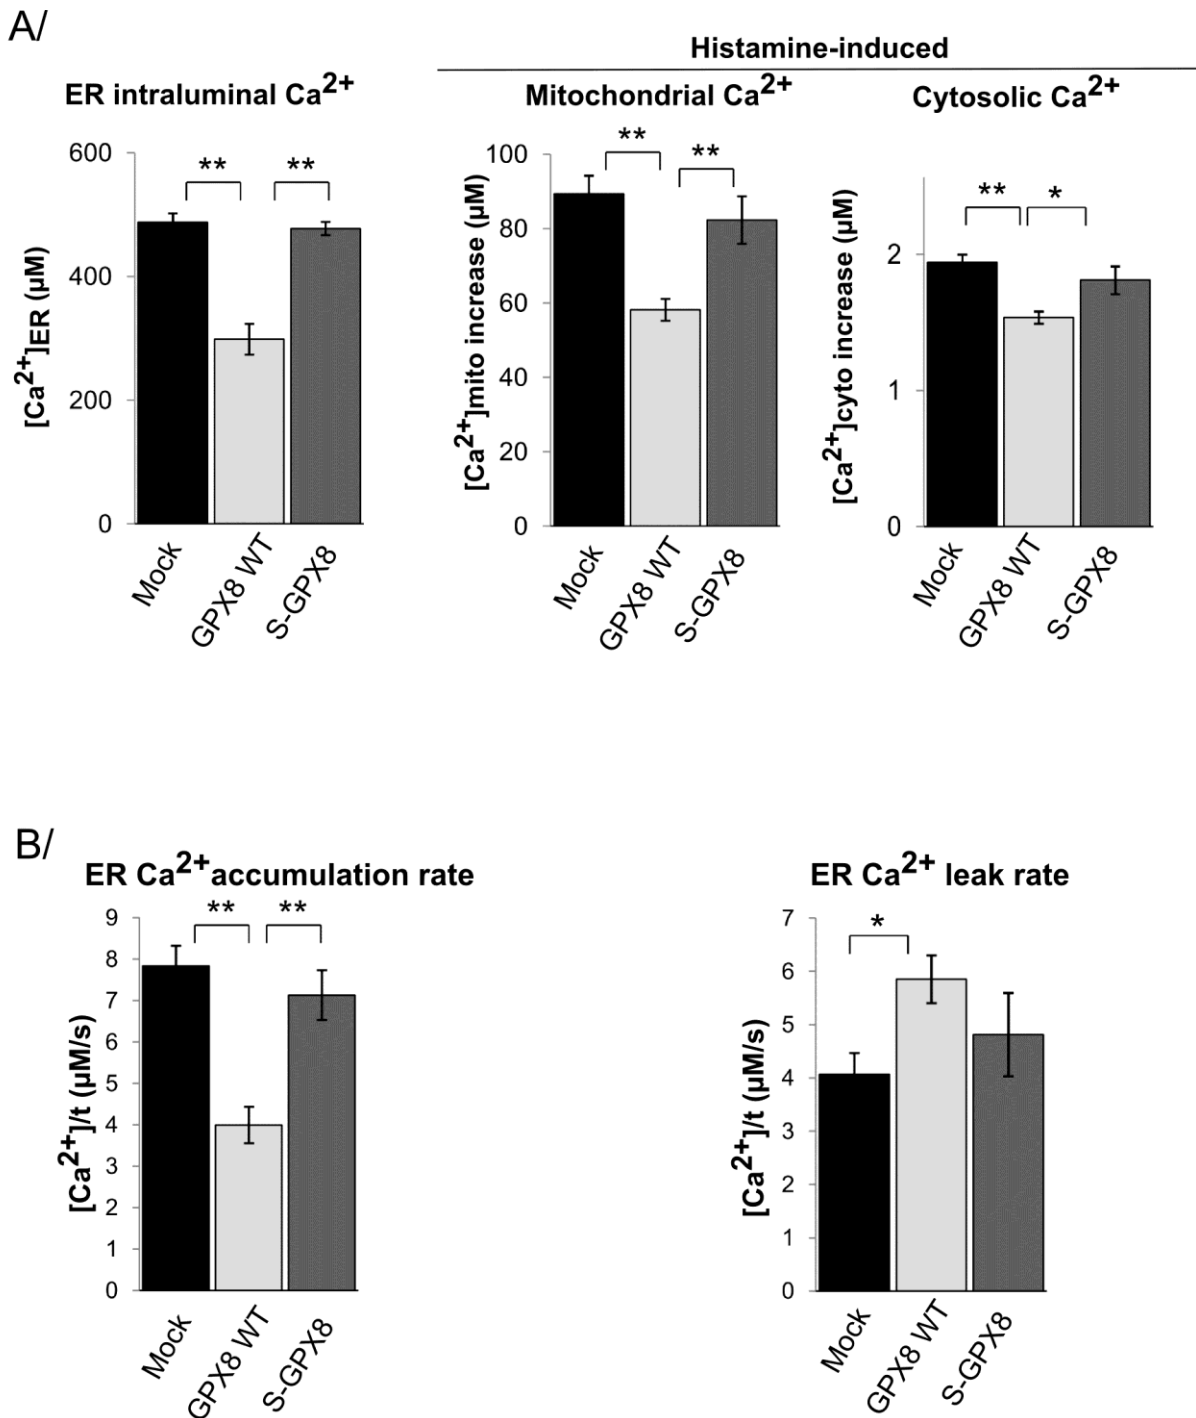 A/
Histamine-induced
ER intraluminal Ca2+
Mitochondrial Ca2+
Cytosolic Ca2+
[Ca2+]ER (µM)
600
400
200
0
** **
Mock
GPX8 WT
S-GPX8
[Ca2+]mito increase (µM)
100
80
60
40
20
0
** **
Mock
GPX8 WT
S-GPX8
[Ca2+]cyto increase (µM)
2
1
0
** *
Mock
GPX8 WT
S-GPX8
B/
ER Ca2+ accumulation rate
[Ca2+]/t (µM/s)
9
8
7
6
5
4
3
2
1
0
** **
Mock
GPX8 WT
S-GPX8
ER Ca2+ leak rate
[Ca2+]/t (µM/s)
7
6
5
4
3
2
1
0
*
Mock
GPX8 WT
S-GPX8